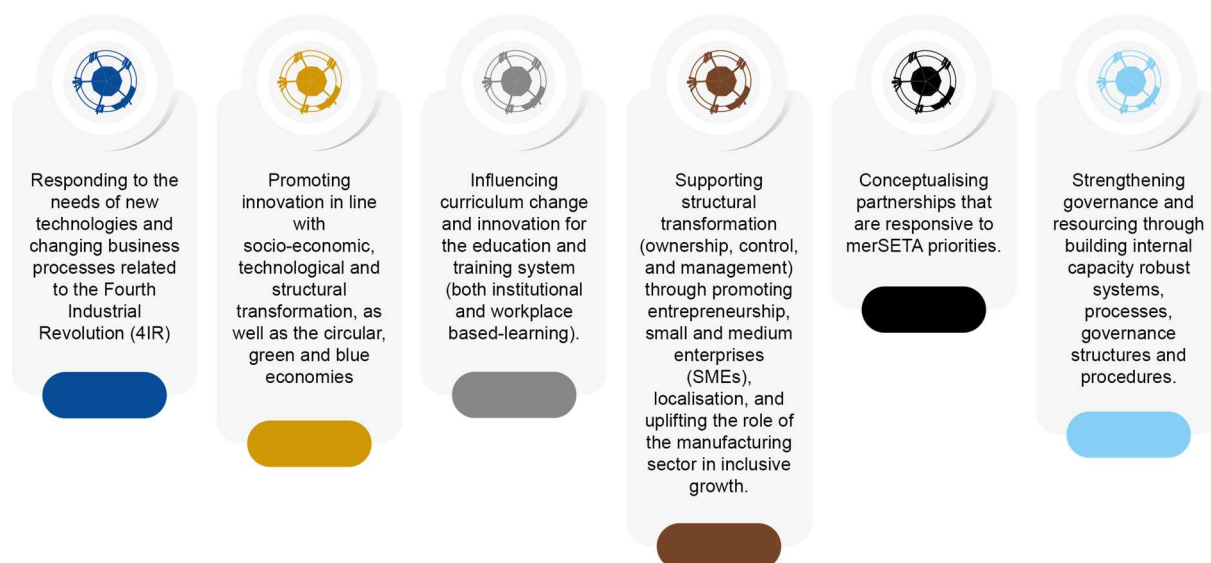 Responding to the
needs of new
technologies and
changing business
processes related
to the Fourth
Industrial
Revolution (4IR)
Promoting
innovation in line
with
socio-economic,
technological and
structural
transformation, as
well as the circular,
green and blue
economies
Influencing
curriculum change
and innovation for
the education and
training system
(both institutional
and workplace
based-learning).
Supporting
structural
transformation
(ownership, control,
and management)
through promoting
entrepreneurship,
small and medium
enterprises
(SMEs),
localisation, and
uplifting the role of
the manufacturing
sector in inclusive
growth.
Conceptualising
partnerships that
are responsive to
merSETA priorities.
Strengthening
governance and
resourcing through
building internal
capacity robust
systems,
processes,
governance
structures and
procedures.